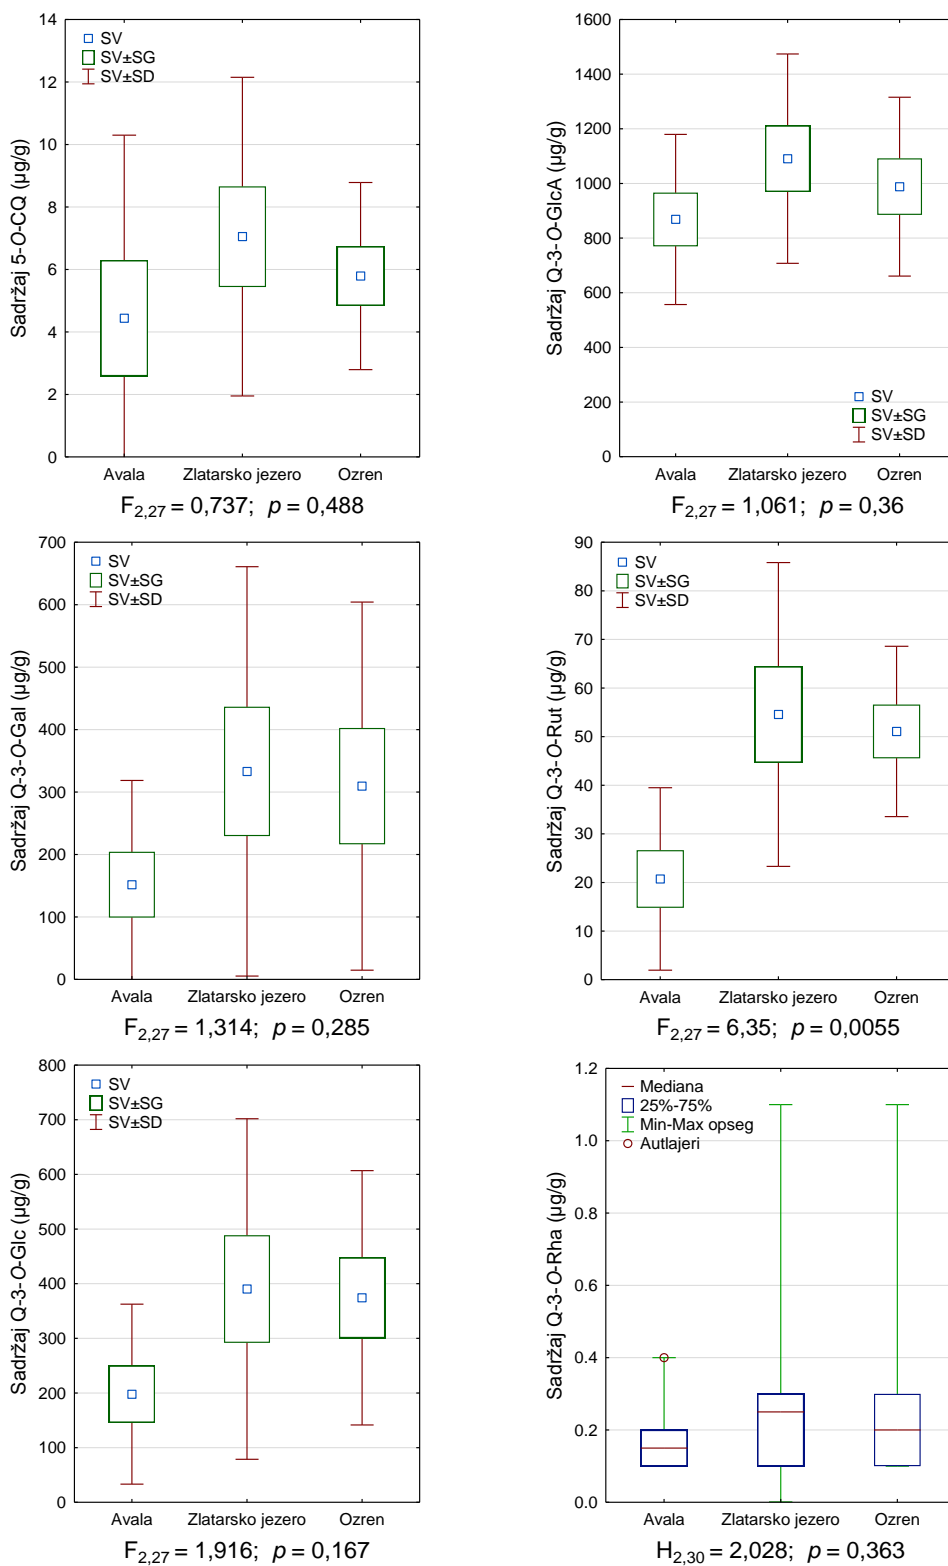 14
12
10
8
6
4
2
0
Sadržaj 5-O-CQ (µg/g)
SV
SV±SG
SV±SD
Avala Zlatarsko jezero Ozren
F2,27 = 0,737; p = 0,488
1600
1400
1200
1000
800
600
400
200
0
Sadržaj Q-3-O-GlcA (µg/g)
SV
SV±SG
SV±SD
Avala Zlatarsko jezero Ozren
F2,27 = 1,061; p = 0,36
700
600
500
400
300
200
100
0
Sadržaj Q-3-O-Gal (µg/g)
SV
SV±SG
SV±SD
Avala Zlatarsko jezero Ozren
F2,27 = 1,314; p = 0,285
90
80
70
60
50
40
30
20
10
0
Sadržaj Q-3-O-Rut (µg/g)
SV
SV±SG
SV±SD
Avala Zlatarsko jezero Ozren
F2,27 = 6,35; p = 0,0055
800
700
600
500
400
300
200
100
0
Sadržaj Q-3-O-Glc (µg/g)
SV
SV±SG
SV±SD
Avala Zlatarsko jezero Ozren
F2,27 = 1,916; p = 0,167
1.2
1.0
0.8
0.6
0.4
0.2
0.0
Sadržaj Q-3-O-Rha (µg/g)
Mediana
25%-75%
Min-Max opseg
Autlajeri
Avala Zlatarsko jezero Ozren
H2,30 = 2,028; p = 0,363